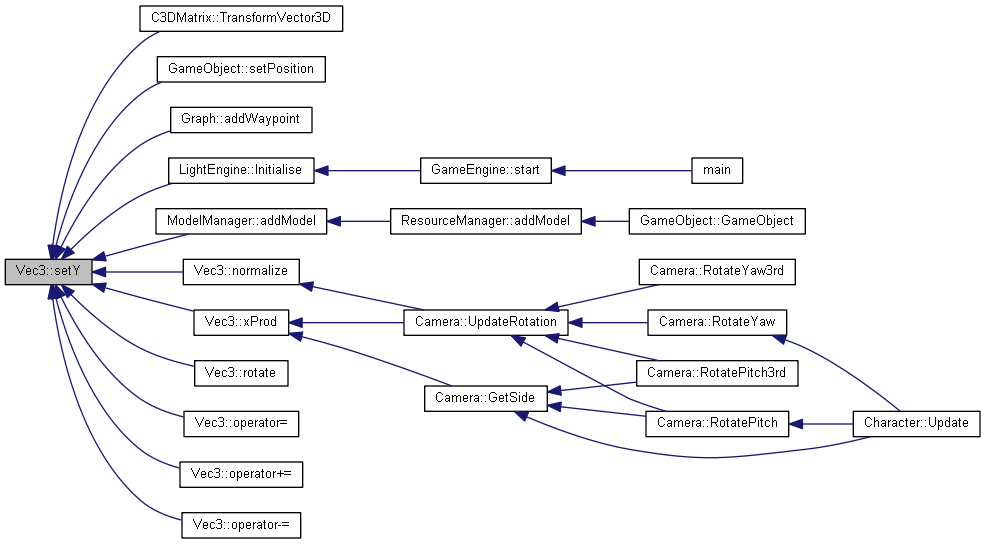 C3DMatrix::TransformVector3D
GameObject::setPosition
Graph::addWaypoint
LightEngine::Initialise
GameEngine::start
main
ModelManager::addModel
ResourceManager::addModel
GameObject::GameObject
Vec3::setY
Vec3::normalize
Camera::RotateYaw3rd
Vec3::xProd
Camera::UpdateRotation
Camera::RotateYaw
Vec3::rotate
Camera::RotatePitch3rd
Camera::GetSide
Vec3::operator=
Camera::RotatePitch
Character::Update
Vec3::operator+=
Vec3::operator-=